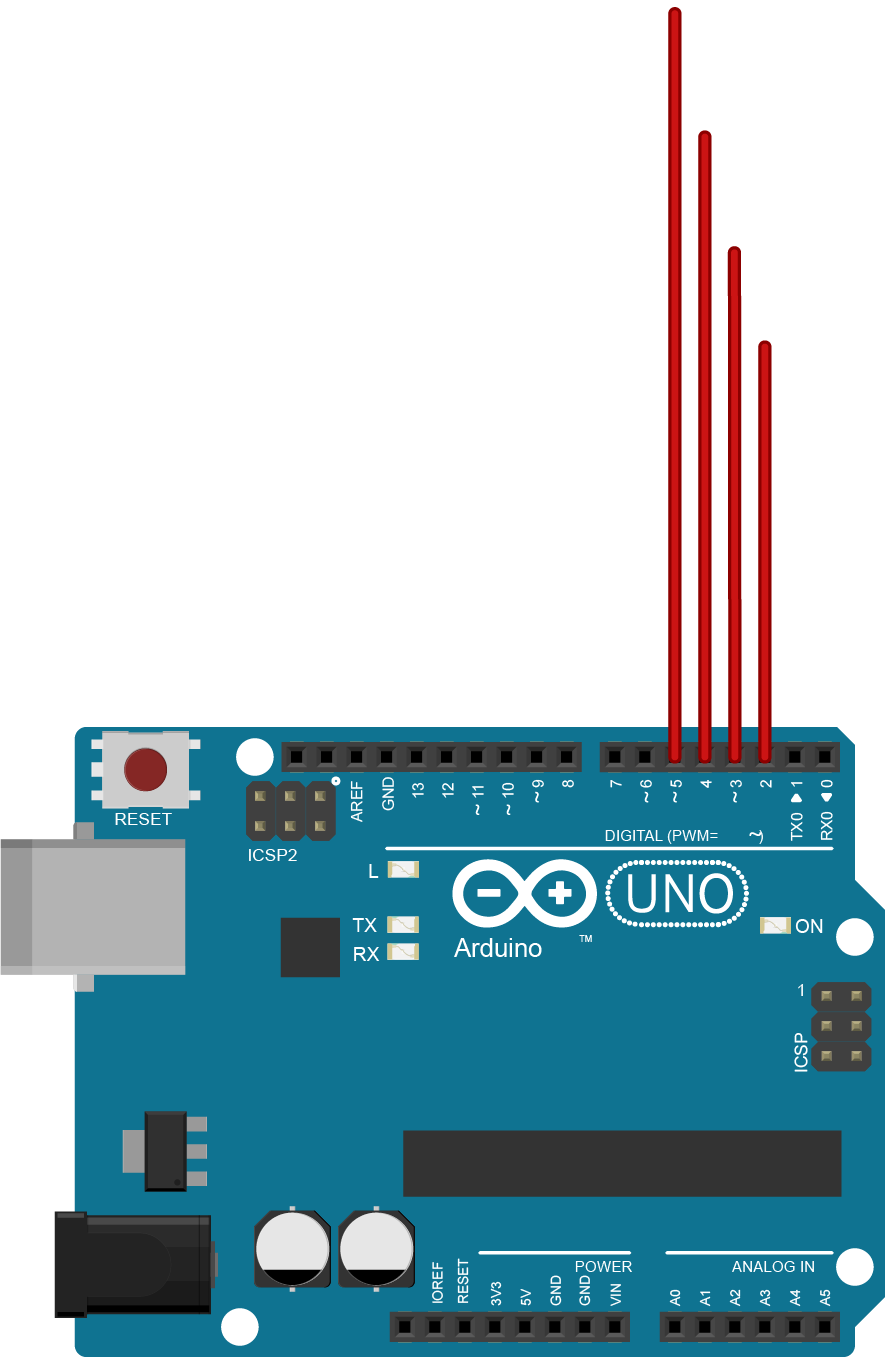 RESET
ICSP2
AREF
GND
13
12
~11
~10
~9
8
7
~6
~5
4
~3
2
TX0 ▶ 1
RX0 ◀ 0
DIGITAL (PWM= ~)
L
TX
RX
Arduino
™
UNO
ON
1
ICSP
IOREF
RESET
3V3
5V
GND
GND
VIN
POWER
ANALOG IN
A0
A1
A2
A3
A4
A5